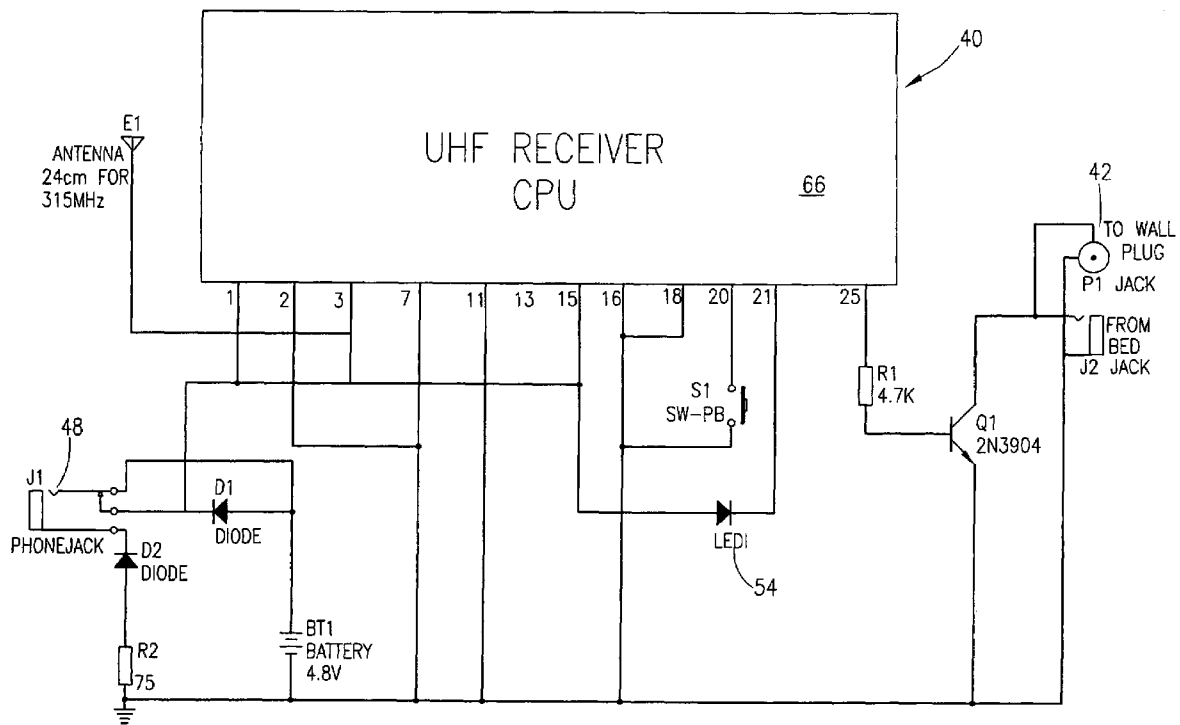 40
UHF RECEIVER
CPU
66
E1
ANTENNA
24cm FOR
315MHz
42
TO WALL
PLUG
P1 JACK
1 2 3 7 11 13 15 16 18 20 21 25
FROM
BED
J2 JACK
R1
4.7K
S1
SW-PB
Q1
2N3904
48
J1
PHONEJACK
D1
DIODE
D2
DIODE
LEDI
54
BT1
BATTERY
4.8V
R2
75